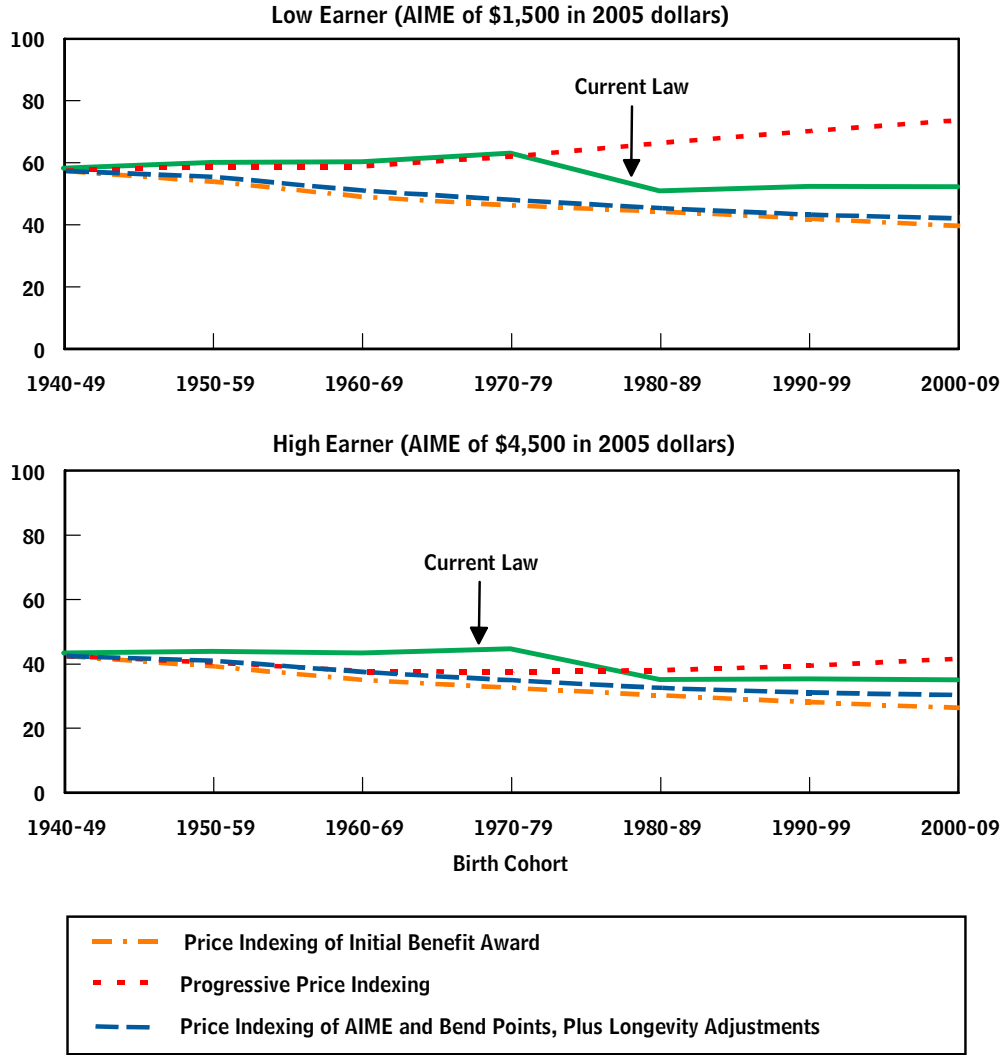 Low Earner (AIME of $1,500 in 2005 dollars)
100
80
60
40
20
0
Current Law
1940-49 1950-59 1960-69 1970-79 1980-89 1990-99 2000-09
High Earner (AIME of $4,500 in 2005 dollars)
100
80
60
40
20
0
Current Law
1940-49 1950-59 1960-69 1970-79 1980-89 1990-99 2000-09
Birth Cohort
Price Indexing of Initial Benefit Award
Progressive Price Indexing
Price Indexing of AIME and Bend Points, Plus Longevity Adjustments